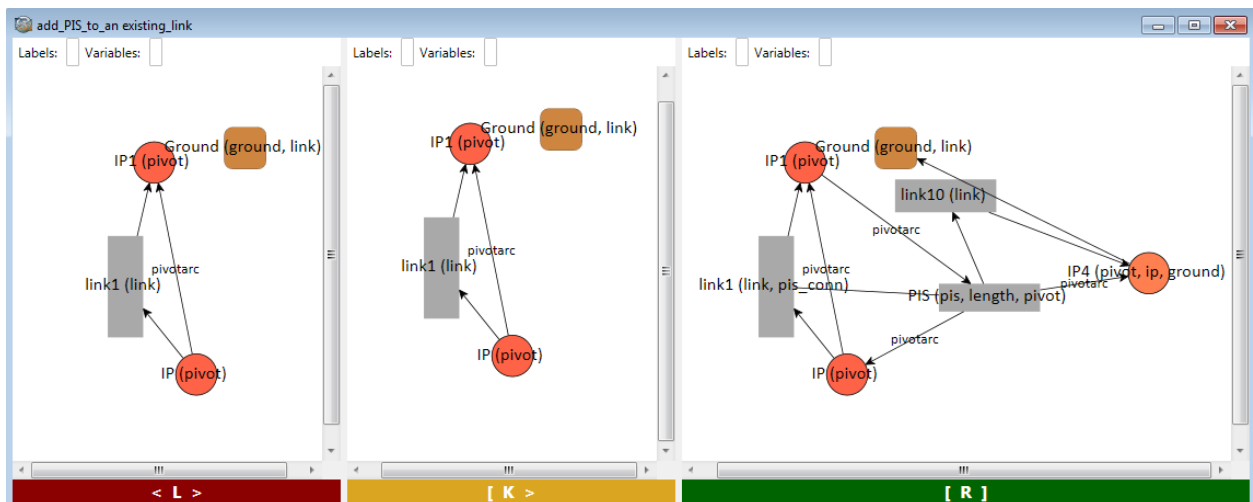 add_PIS_to_an existing_link
Labels: Variables:
Ground (ground, link)
IP1 (pivot)
pivotarc
link1 (link)
IP (pivot)
< L >
Labels: Variables:
Ground (ground, link)
IP1 (pivot)
pivotarc
link1 (link)
IP (pivot)
[ K >
Labels: Variables:
Ground (ground, link)
IP1 (pivot)
link10 (link)
pivotarc
pivotarc
IP4 (pivot, ip, ground)
link1 (link, pis_conn)
pivotarc
PIS (pis, length, pivot)
pivotarc
IP (pivot)
[ R ]